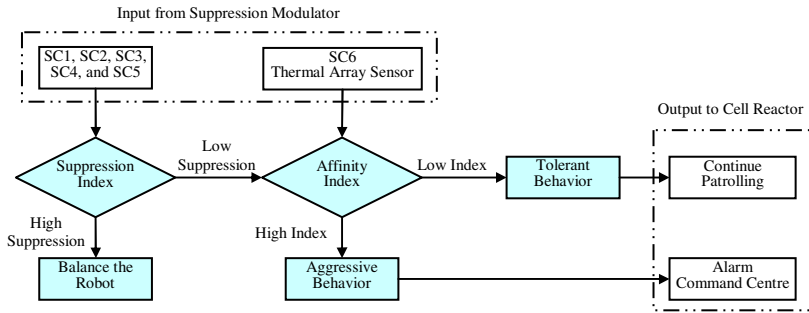 Input from Suppression Modulator
SC1, SC2, SC3,
SC4, and SC5
SC6
Thermal Array Sensor
Output to Cell Reactor
Suppression
Index
Low
Suppression
Affinity
Index
Low Index
Tolerant
Behavior
Continue
Patrolling
High
Suppression
High Index
Balance the
Robot
Aggressive
Behavior
Alarm
Command Centre